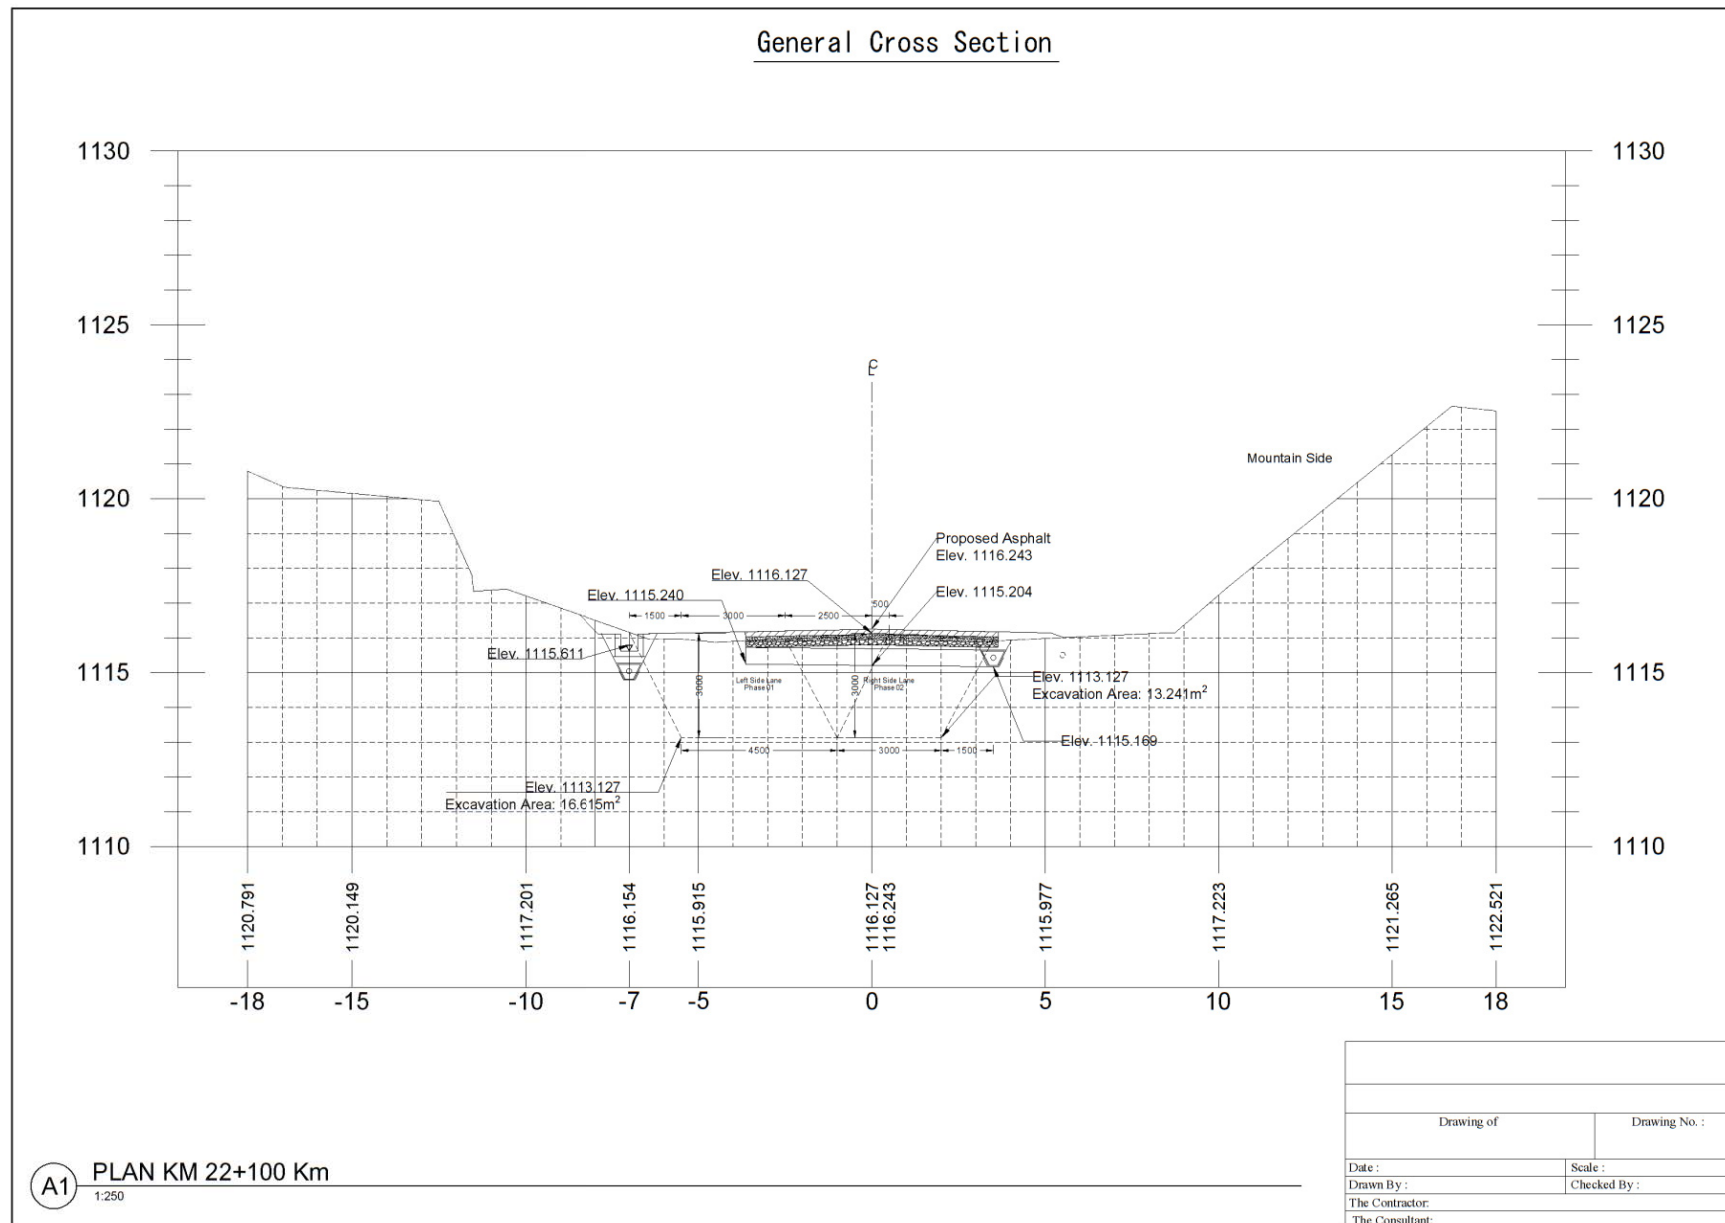 General Cross Section
1130
1130
1125
1125
C
L
Mountain Side
1120
1120
Proposed Asphalt
Elev. 1116.243
Elev. 1116.127
Elev. 1115.240
Elev. 1115.204
500
1500
3000
2500
Elev. 1115.611
1115
1115
Left Side Lane
Phase 01
Right Side Lane
Phase 02
3000
3000
Elev. 1113.127
Excavation Area: 13.241m²
Elev. 1115.169
4500
3000
1500
Elev. 1113.127
Excavation Area: 16.615m²
1110
1110
1120.791
1120.149
1117.201
1116.154
1115.915
1116.127
1116.243
1115.977
1117.223
1121.265
1122.521
-18
-15
-10
-7
-5
0
5
10
15
18
Drawing of
Drawing No. :
Date :
Scale :
Drawn By :
Checked By :
The Contractor:
The Consultant:
A1
PLAN KM 22+100 Km
1:250